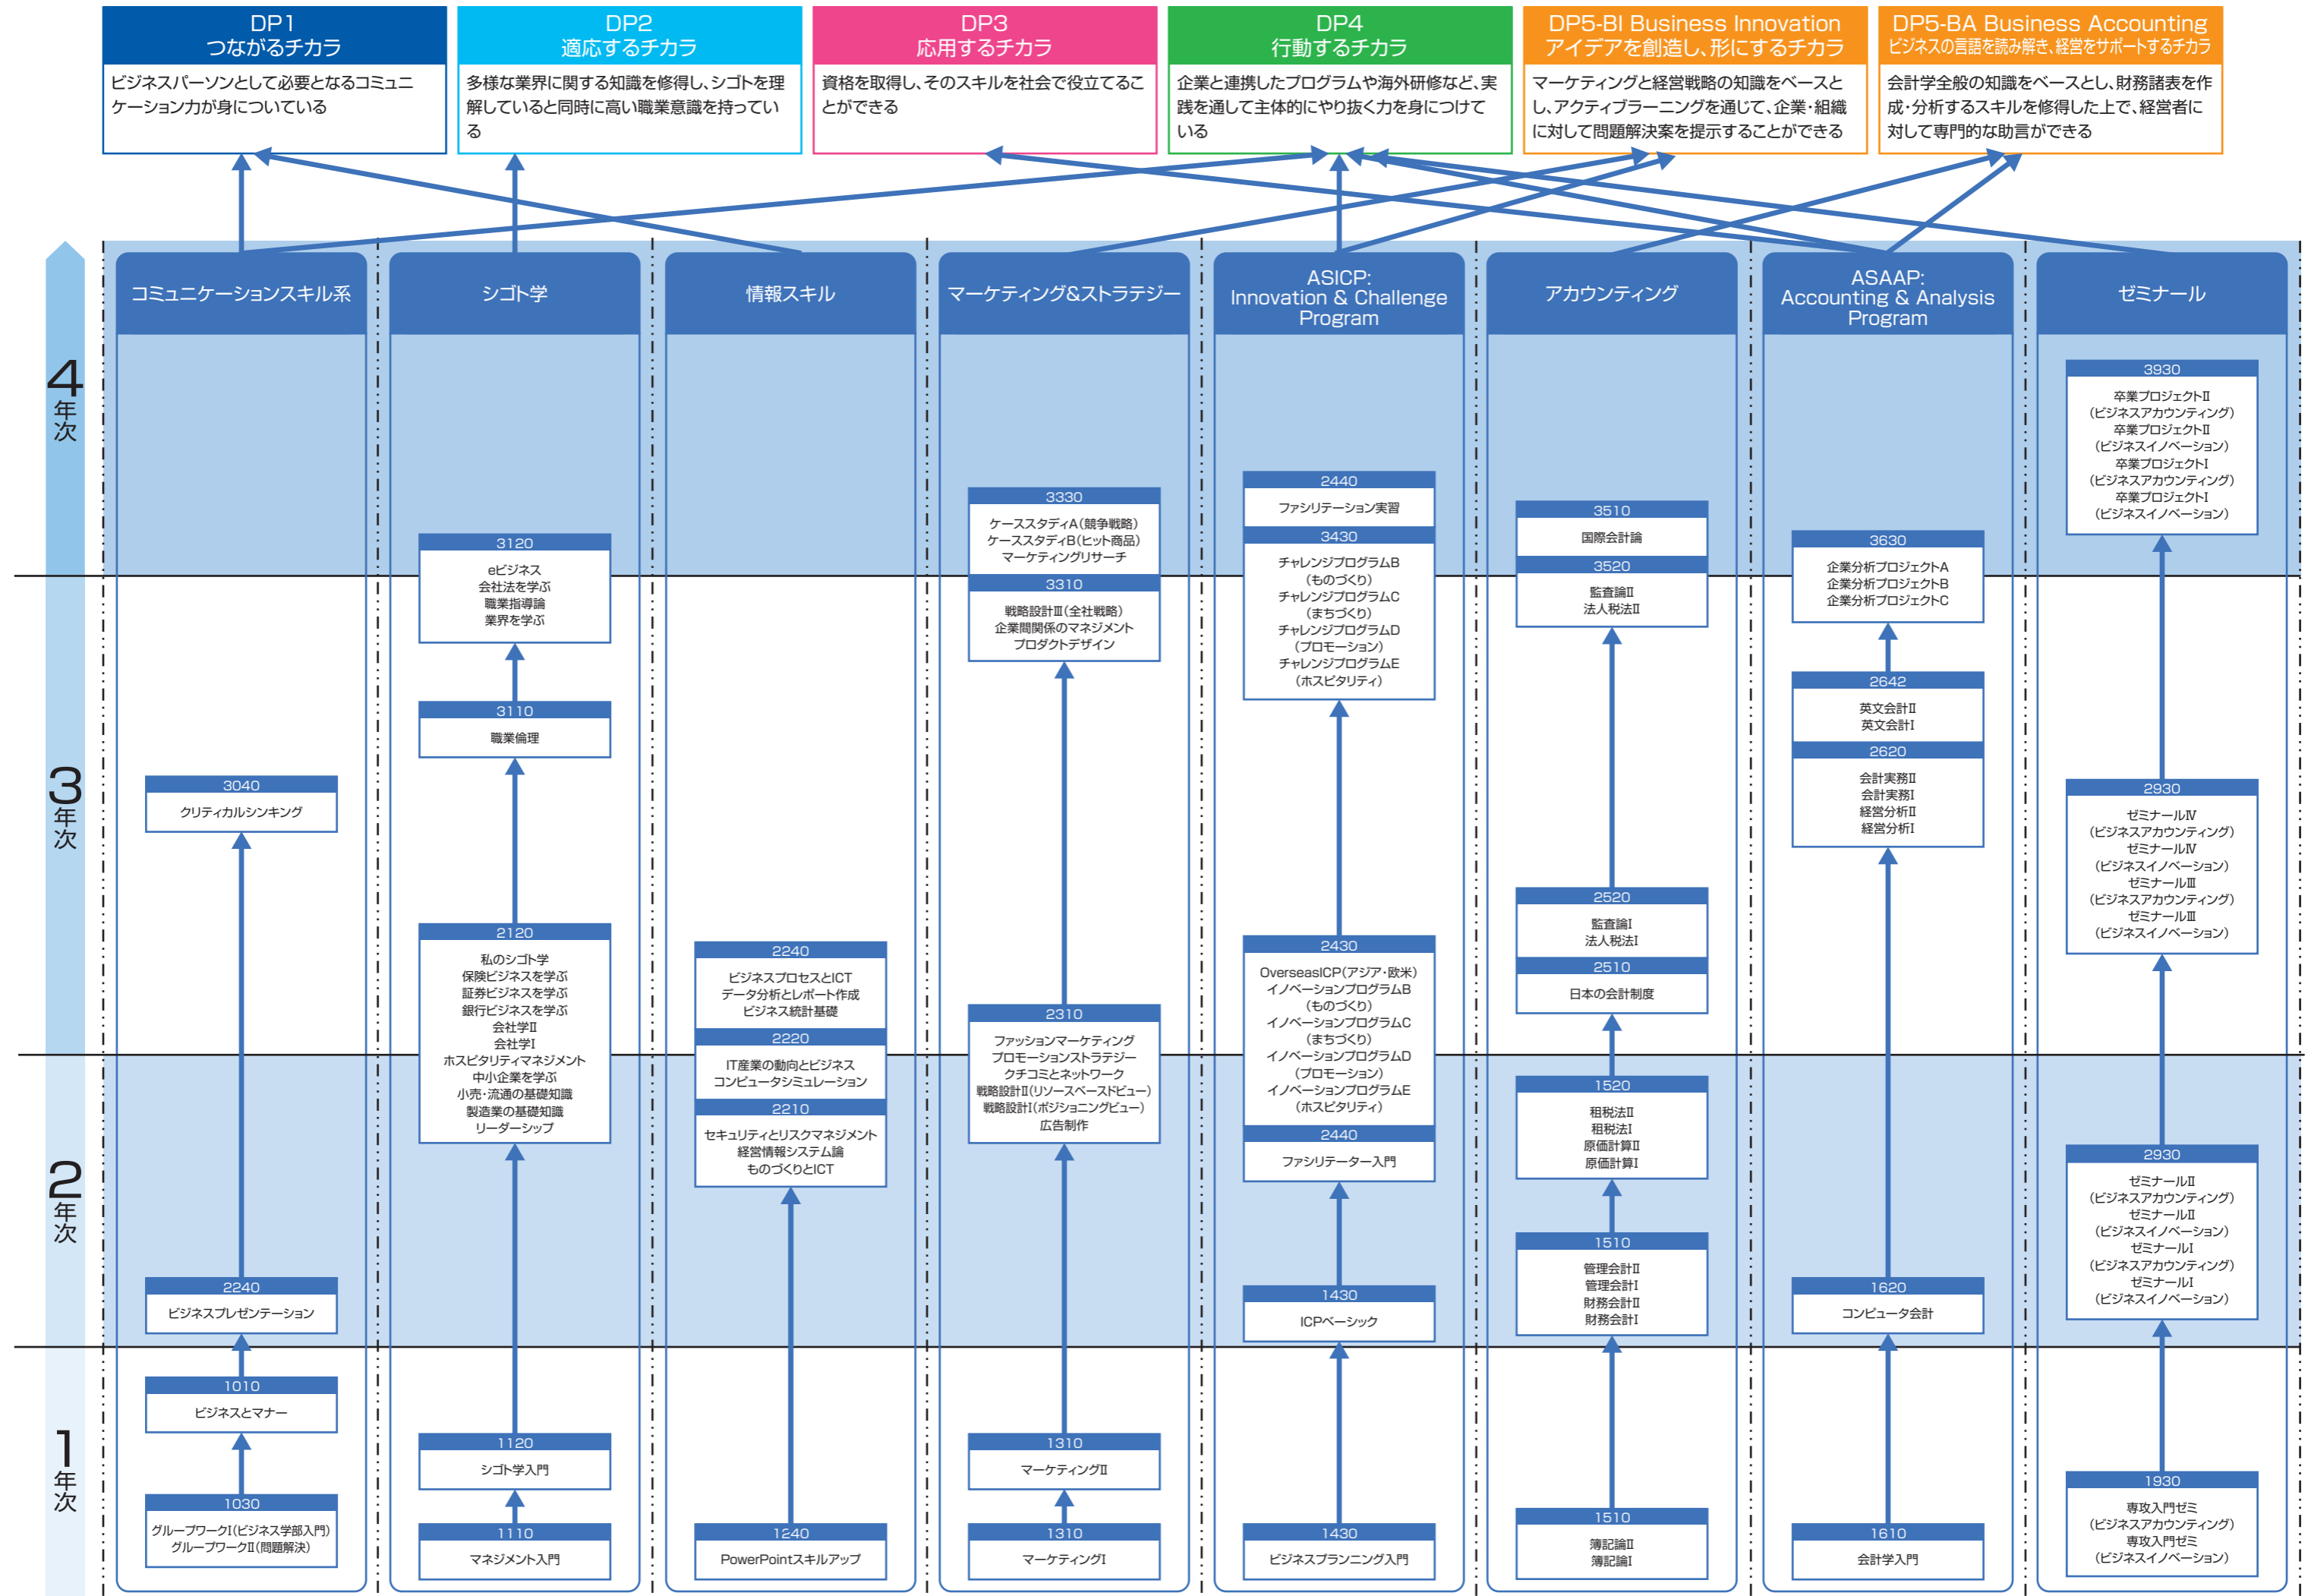 DP1
つながるチカラ
ビジネスパーソンとして必要となるコミュニ
ケーション力が身についている
DP2
適応するチカラ
多様な業界に関する知識を修得し、シゴトを理
解していると同時に高い職業意識を持ってい
る
DP3
応用するチカラ
資格を取得し、そのスキルを社会で役立てるこ
とができる
DP4
行動するチカラ
企業と連携したプログラムや海外研修など、実
践を通して主体的にやり抜く力を身につけて
いる
DP5-BI Business Innovation
アイデアを創造し、形にするチカラ
マーケティングと経営戦略の知識をベースと
し、アクティブラーニングを通じて、企業・組織
に対して問題解決案を提示することができる
DP5-BA Business Accounting
ビジネスの言語を読み解き、経営をサポートするチカラ
会計学全般の知識をベースとし、財務諸表を作
成・分析するスキルを修得した上で、経営者に
対して専門的な助言ができる
4年次
3年次
2年次
1年次
コミュニケーションスキル系
3040
クリティカルシンキング
2240
ビジネスプレゼンテーション
1010
ビジネスとマナー
1030
グループワークⅠ(ビジネス学部入門)
グループワークⅡ(問題解決)
シゴト学
3120
eビジネス
会社法を学ぶ
職業指導論
業界を学ぶ
3110
職業倫理
2120
私のシゴト学
保険ビジネスを学ぶ
証券ビジネスを学ぶ
銀行ビジネスを学ぶ
会社学Ⅱ
会社学Ⅰ
ホスピタリティマネジメント
中小企業を学ぶ
小売・流通の基礎知識
製造業の基礎知識
リーダーシップ
1120
シゴト学入門
1110
マネジメント入門
情報スキル
2240
ビジネスプロセスとICT
データ分析とレポート作成
ビジネス統計基礎
2220
IT産業の動向とビジネス
コンピュータシミュレーション
2210
セキュリティとリスクマネジメント
経営情報システム論
ものづくりとICT
1240
PowerPointスキルアップ
マーケティング&ストラテジー
3330
ケーススタディA(競争戦略)
ケーススタディB(ヒット商品)
マーケティングリサーチ
3310
戦略設計Ⅲ(全社戦略)
企業間関係のマネジメント
プロダクトデザイン
2310
ファッションマーケティング
プロモーションストラテジー
クチコミとネットワーク
戦略設計Ⅱ(リソースベースドビュー)
戦略設計Ⅰ(ポジショニングビュー)
広告制作
1310
マーケティングⅡ
1310
マーケティングⅠ
ASICP:
Innovation & Challenge
Program
2440
ファシリテーション実習
3430
チャレンジプログラムB
(ものづくり)
チャレンジプログラムC
(まちづくり)
チャレンジプログラムD
(プロモーション)
チャレンジプログラムE
(ホスピタリティ)
2430
OverseasICP(アジア・欧米)
イノベーションプログラムB
(ものづくり)
イノベーションプログラムC
(まちづくり)
イノベーションプログラムD
(プロモーション)
イノベーションプログラムE
(ホスピタリティ)
2440
ファシリテーター入門
1430
ICPベーシック
1430
ビジネスプランニング入門
アカウンティング
3510
国際会計論
3520
監査論Ⅱ
法人税法Ⅱ
2520
監査論Ⅰ
法人税法Ⅰ
2510
日本の会計制度
1520
租税法Ⅱ
租税法Ⅰ
原価計算Ⅱ
原価計算Ⅰ
1510
管理会計Ⅱ
管理会計Ⅰ
財務会計Ⅱ
財務会計Ⅰ
1510
簿記論Ⅱ
簿記論Ⅰ
ASAAP:
Accounting & Analysis
Program
3630
企業分析プロジェクトA
企業分析プロジェクトB
企業分析プロジェクトC
2642
英文会計Ⅱ
英文会計Ⅰ
2620
会計実務Ⅱ
会計実務Ⅰ
経営分析Ⅱ
経営分析Ⅰ
1620
コンピュータ会計
1610
会計学入門
ゼミナール
3930
卒業プロジェクトⅡ
(ビジネスアカウンティング)
卒業プロジェクトⅡ
(ビジネスイノベーション)
卒業プロジェクトⅠ
(ビジネスアカウンティング)
卒業プロジェクトⅠ
(ビジネスイノベーション)
2930
ゼミナールⅣ
(ビジネスアカウンティング)
ゼミナールⅣ
(ビジネスイノベーション)
ゼミナールⅢ
(ビジネスアカウンティング)
ゼミナールⅢ
(ビジネスイノベーション)
2930
ゼミナールⅡ
(ビジネスアカウンティング)
ゼミナールⅡ
(ビジネスイノベーション)
ゼミナールⅠ
(ビジネスアカウンティング)
ゼミナールⅠ
(ビジネスイノベーション)
1930
専攻入門ゼミ
(ビジネスアカウンティング)
専攻入門ゼミ
(ビジネスイノベーション)